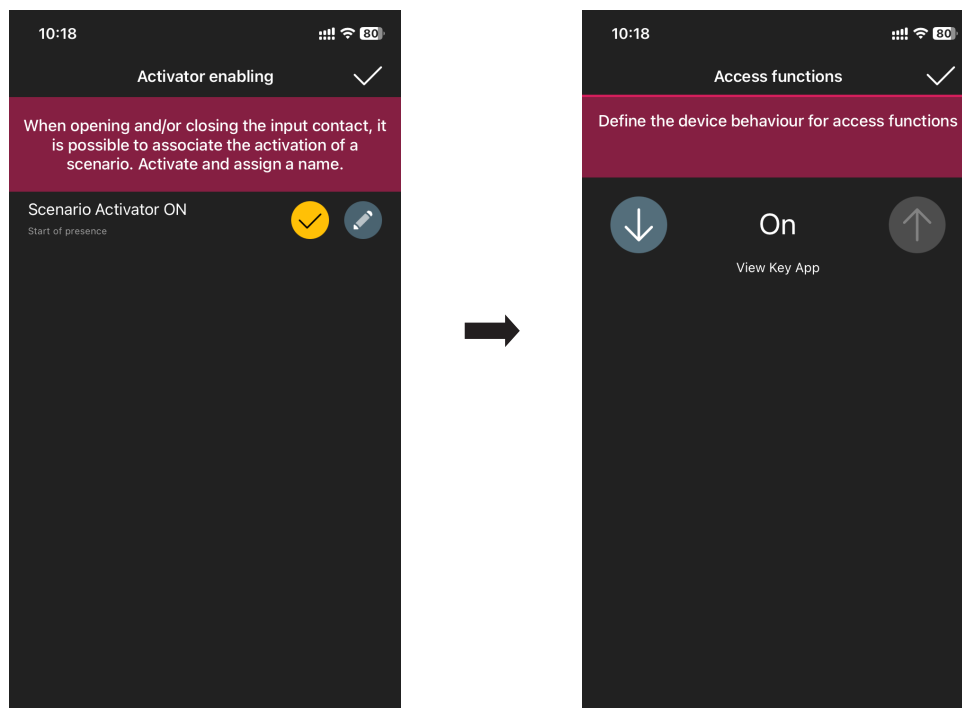 10:18
80
Activator enabling
When opening and/or closing the input contact, it
is possible to associate the activation of a
scenario. Activate and assign a name.
Scenario Activator ON
Start of presence
10:18
80
Access functions
Define the device behaviour for access functions
On
View Key App